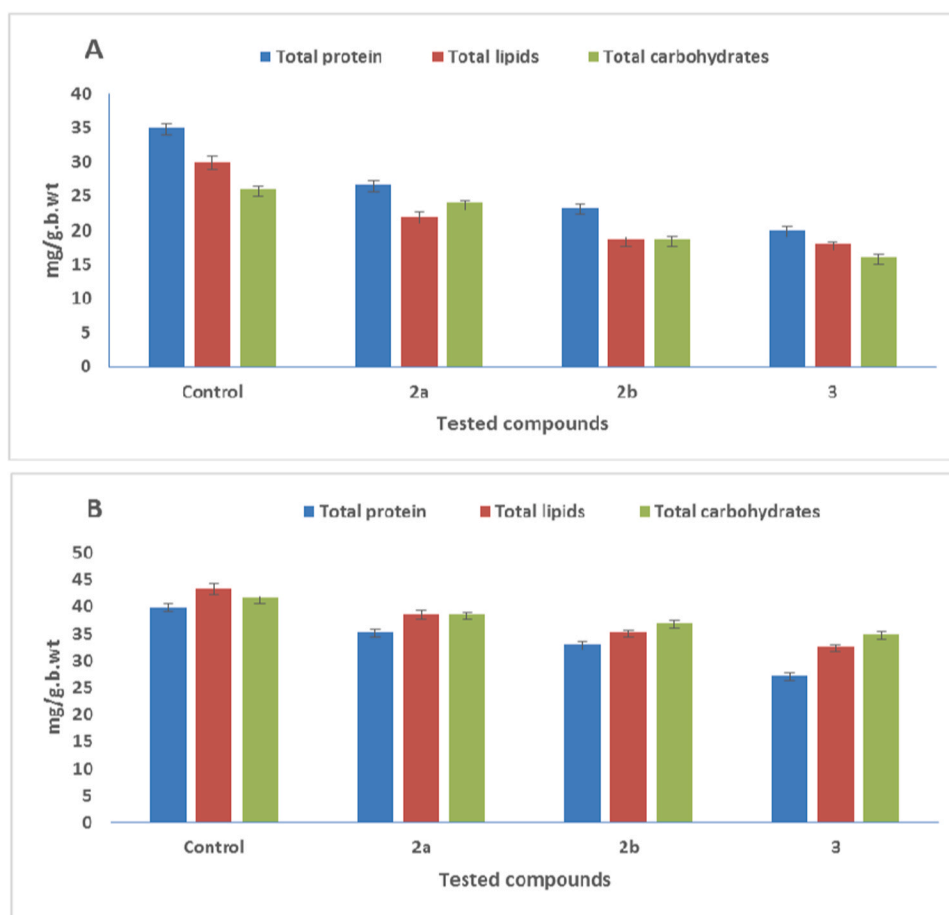 A
Total protein Total lipids Total carbohydrates
40
35
30
25
20
15
10
5
0
mg/g.b.wt
Control 2a 2b 3
Tested compounds
B
Total protein Total lipids Total carbohydrates
50
45
40
35
30
25
20
15
10
5
0
mg/g.b.wt
Control 2a 2b 3
Tested compounds